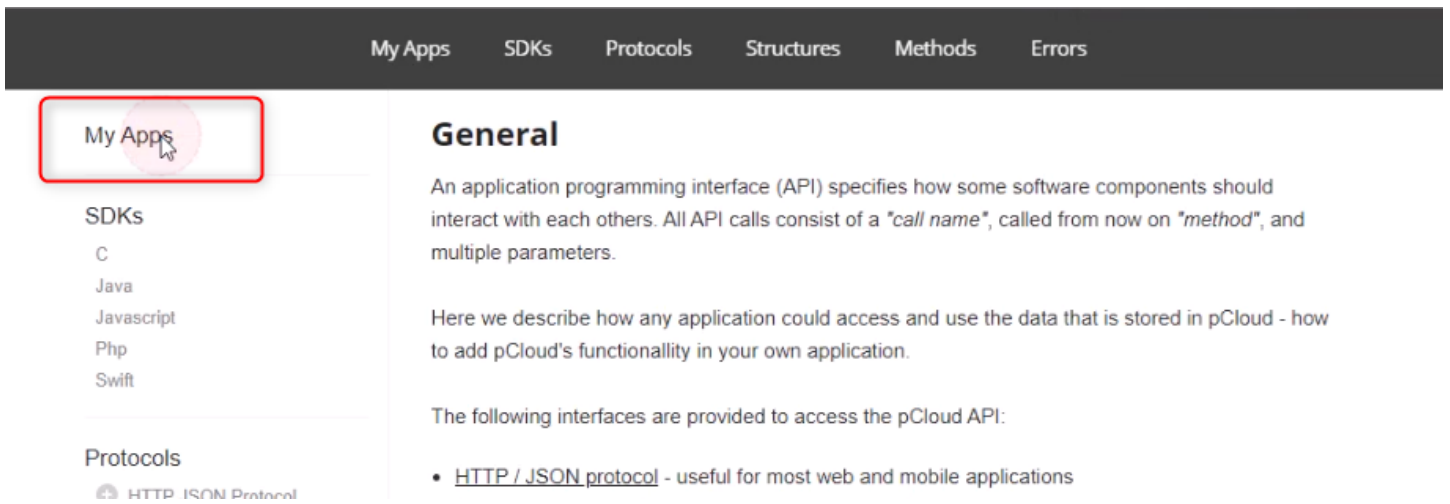 My Apps SDKs Protocols Structures Methods Errors
My Apps
SDKs
C
Java
Javascript
Php
Swift
Protocols
HTTP JSON Protocol
General
An application programming interface (API) specifies how some software components should
interact with each others. All API calls consist of a "call name", called from now on "method", and
multiple parameters.
Here we describe how any application could access and use the data that is stored in pCloud - how
to add pCloud's functionallity in your own application.
The following interfaces are provided to access the pCloud API:
• HTTP / JSON protocol - useful for most web and mobile applications